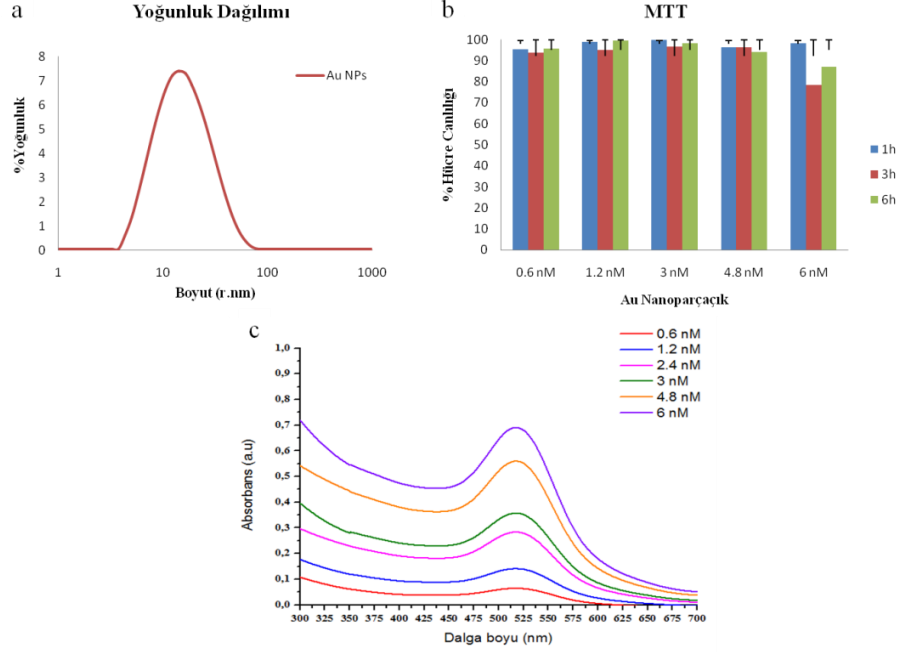 a
Yoğunluk Dağılımı
%Yoğunluk
8
7
6
5
4
3
2
1
0
1
10
100
1000
Boyut (r.nm)
Au NPs
b
MTT
% Hücre Canlılığı
100
90
80
70
60
50
40
30
20
10
0
0.6 nM
1.2 nM
3 nM
4.8 nM
6 nM
Au Nanoparçaçık
1h
3h
6h
c
Absorbans (a.u)
1,0
0,9
0,8
0,7
0,6
0,5
0,4
0,3
0,2
0,1
0,0
300
325
350
375
400
425
450
475
500
525
550
575
600
625
650
675
700
Dalga boyu (nm)
0.6 nM
1.2 nM
2.4 nM
3 nM
4.8 nM
6 nM